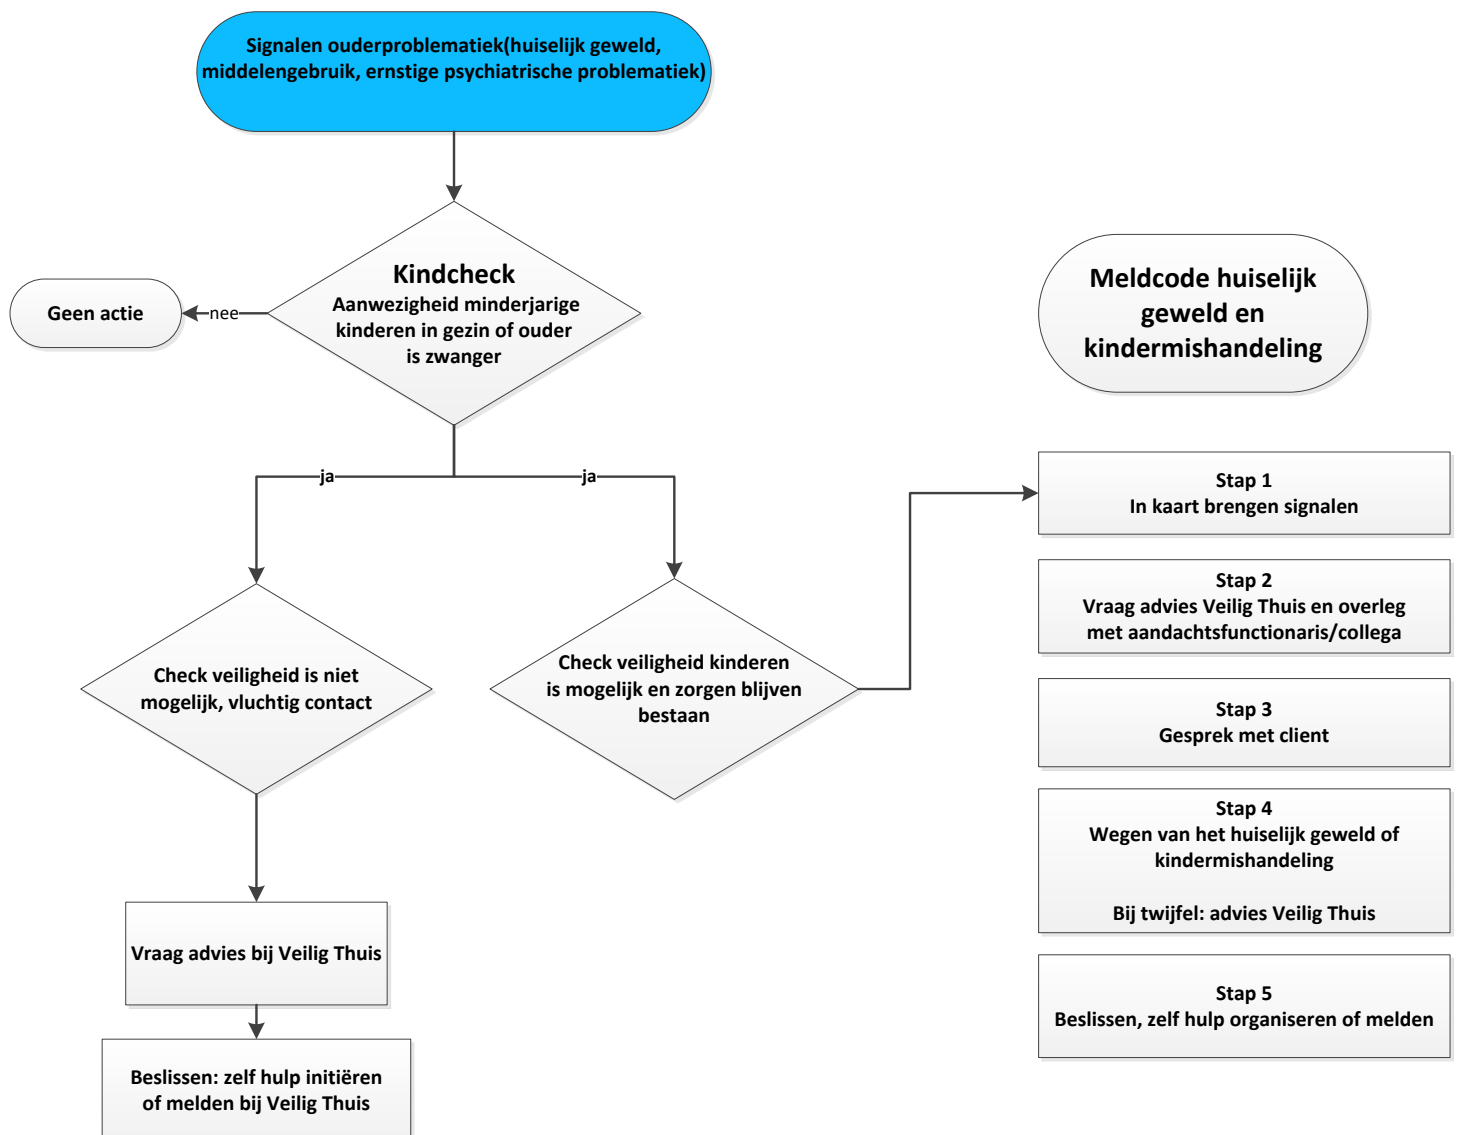 Signalen ouderproblematiek(huiselijk geweld,
middelengebruik, ernstige psychiatrische problematiek)
Kindcheck
Aanwezigheid minderjarige
kinderen in gezin of ouder
is zwanger
nee
Geen actie
Meldcode huiselijk
geweld en
kindermishandeling
ja
ja
Check veiligheid is niet
mogelijk, vluchtig contact
Check veiligheid kinderen
is mogelijk en zorgen blijven
bestaan
Vraag advies bij Veilig Thuis
Beslissen: zelf hulp initiëren
of melden bij Veilig Thuis
Stap 1
In kaart brengen signalen
Stap 2
Vraag advies Veilig Thuis en overleg
met aandachtsfunctionaris/collega
Stap 3
Gesprek met client
Stap 4
Wegen van het huiselijk geweld of
kindermishandeling
Bij twijfel: advies Veilig Thuis
Stap 5
Beslissen, zelf hulp organiseren of melden